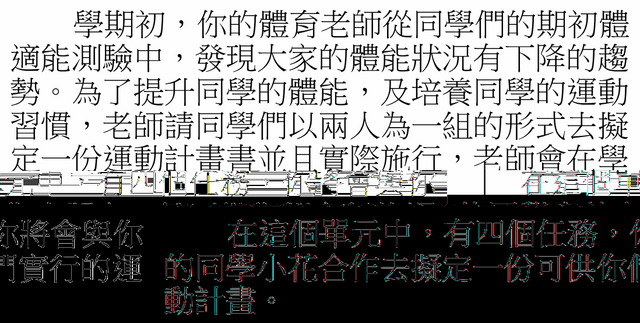 學期初，你的體育老師從同學們的期初體
適能測驗中，發現大家的體能狀況有下降的趨
勢。為了提升同學的體能，及培養同學的運動
習慣，老師請同學們以兩人為一組的形式去擬
定一份運動計畫書並且實際施行，老師會在學
你將會與你 在這個單元中，有四個任務，你
門實行的運 的同學小花合作去擬定一份可供你們
動計畫。